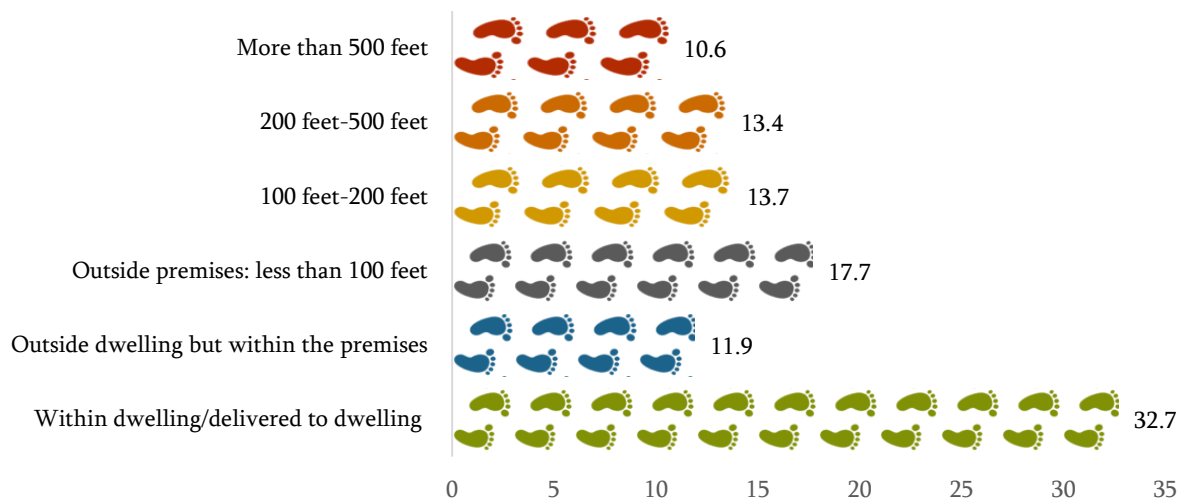 More than 500 feet
10.6
200 feet-500 feet
13.4
100 feet-200 feet
13.7
Outside premises: less than 100 feet
17.7
Outside dwelling but within the premises
11.9
Within dwelling/delivered to dwelling
32.7
0 5 10 15 20 25 30 35